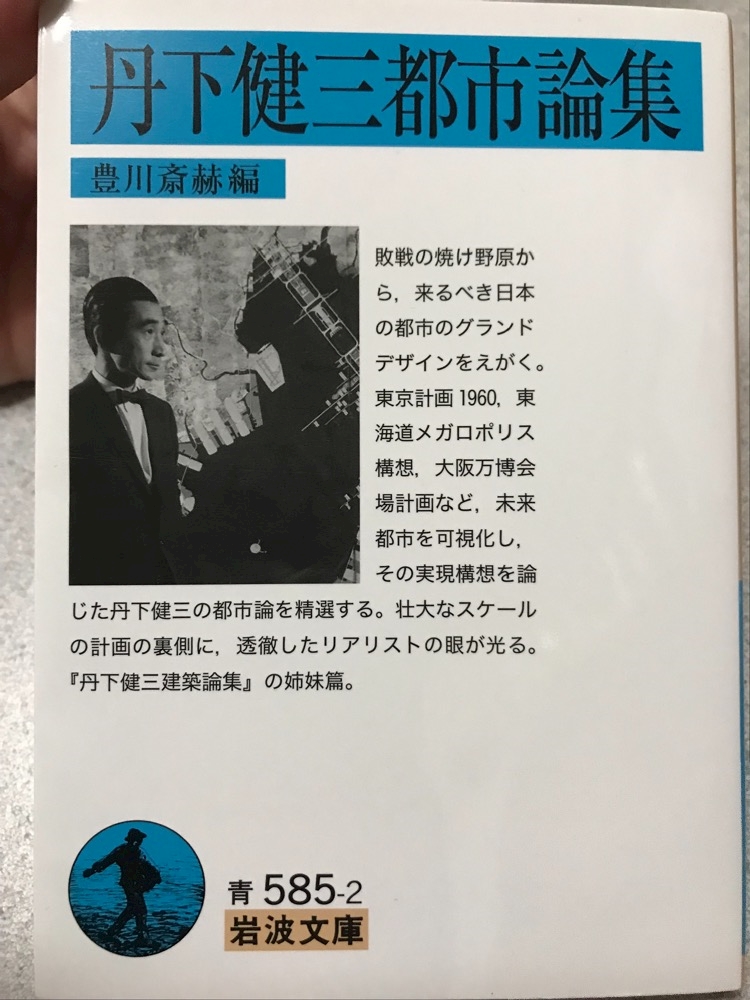 丹下健三都市論集
豊川斎赫編
敗戦の焼け野原か
ら，来るべき日本
の都市のグランド
デザインをえがく。
東京計画1960，東
海道メガロポリス
構想，大阪万博会
場計画など，未来
都市を可視化し，
その実現構想を論
じた丹下健三の都市論を精選する。壮大なスケール
の計画の裏側に，透徹したリアリストの眼が光る。
『丹下健三建築論集』の姉妹篇。
青 585-2
岩波文庫